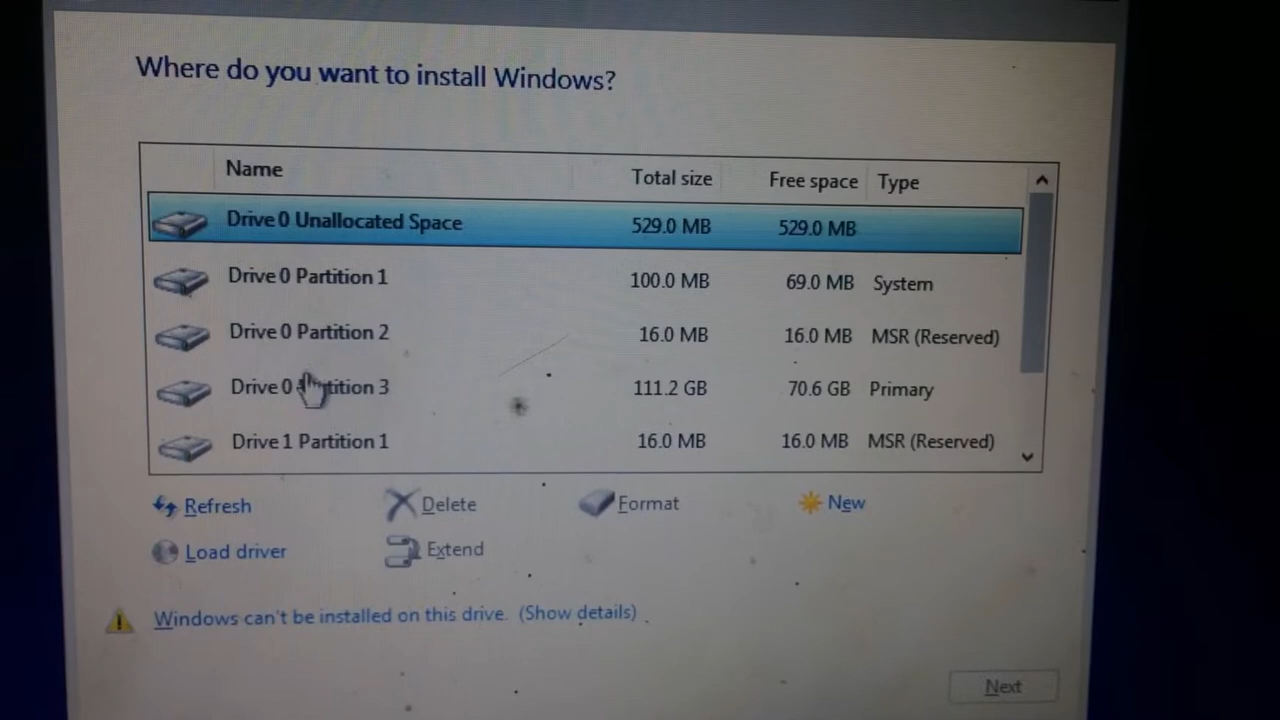 Where do you want to install Windows?
Name Total size Free space Type
Drive 0 Unallocated Space 529.0 MB 529.0 MB
Drive 0 Partition 1 100.0 MB 69.0 MB System
Drive 0 Partition 2 16.0 MB 16.0 MB MSR (Reserved)
Drive 0 Partition 3 111.2 GB 70.6 GB Primary
Drive 1 Partition 1 16.0 MB 16.0 MB MSR (Reserved)
Refresh Delete Format New
Load driver Extend
Windows can't be installed on this drive. (Show details)
Next